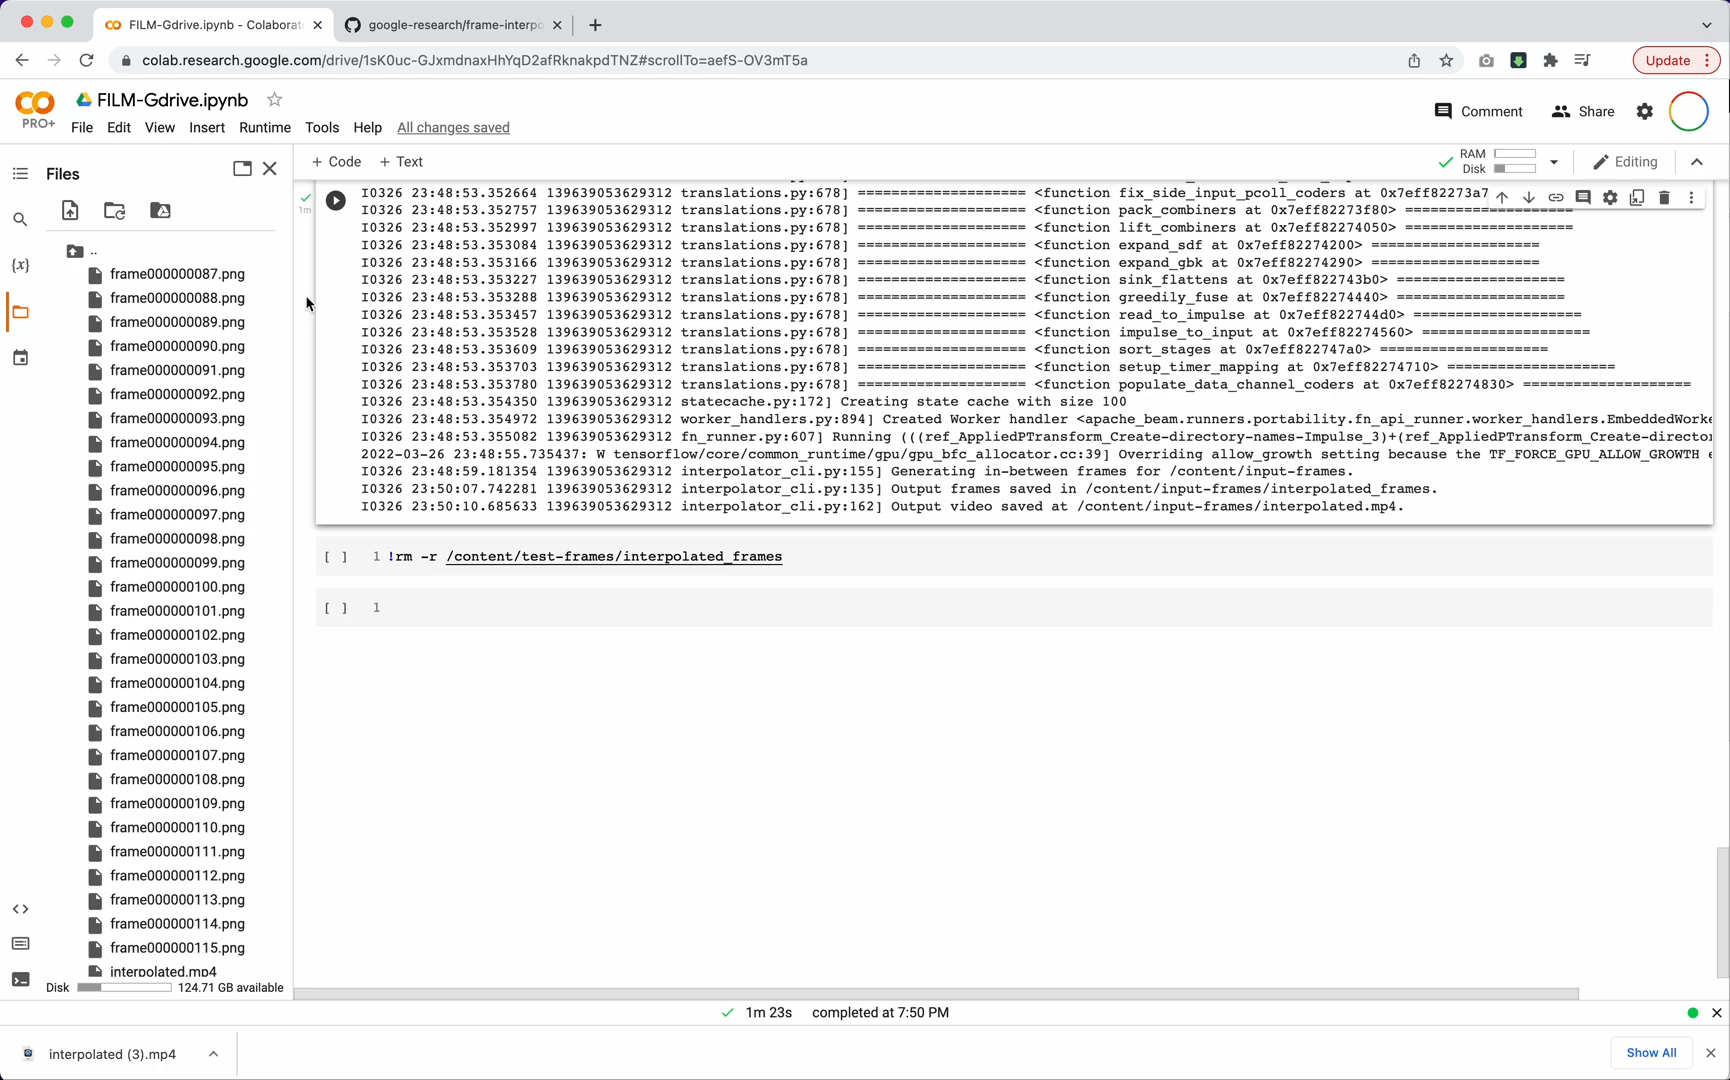 FILM-Gdrive.ipynb - Colaborat
google-research/frame-interpo
colab.research.google.com/drive/1sK0uc-GJxmdnaxHhYqD2afRknakpdTNZ#scrollTo=aefS-OV3mT5a
Update
CO
PRO+
FILM-Gdrive.ipynb
Comment
Share
File Edit View Insert Runtime Tools Help All changes saved
Files
+ Code + Text
RAM
Disk
Editing
..
frame000000087.png
frame000000088.png
frame000000089.png
frame000000090.png
frame000000091.png
frame000000092.png
frame000000093.png
frame000000094.png
frame000000095.png
frame000000096.png
frame000000097.png
frame000000098.png
frame000000099.png
frame000000100.png
frame000000101.png
frame000000102.png
frame000000103.png
frame000000104.png
frame000000105.png
frame000000106.png
frame000000107.png
frame000000108.png
frame000000109.png
frame000000110.png
frame000000111.png
frame000000112.png
frame000000113.png
frame000000114.png
frame000000115.png
interpolated.mp4
Disk 124.71 GB available
{x}
1m
I0326 23:48:53.352664 139639053629312 translations.py:678] ==================== <function fix_side_input_pcoll_coders at 0x7eff82273a7
I0326 23:48:53.352757 139639053629312 translations.py:678] ==================== <function pack_combiners at 0x7eff82273f80> ====================
I0326 23:48:53.352997 139639053629312 translations.py:678] ==================== <function lift_combiners at 0x7eff82274050> ====================
I0326 23:48:53.353084 139639053629312 translations.py:678] ==================== <function expand_sdf at 0x7eff82274200> ====================
I0326 23:48:53.353166 139639053629312 translations.py:678] ==================== <function expand_gbk at 0x7eff82274290> ====================
I0326 23:48:53.353227 139639053629312 translations.py:678] ==================== <function sink_flattens at 0x7eff822743b0> ====================
I0326 23:48:53.353288 139639053629312 translations.py:678] ==================== <function greedily_fuse at 0x7eff82274440> ====================
I0326 23:48:53.353457 139639053629312 translations.py:678] ==================== <function read_to_impulse at 0x7eff822744d0> ====================
I0326 23:48:53.353528 139639053629312 translations.py:678] ==================== <function impulse_to_input at 0x7eff82274560> ====================
I0326 23:48:53.353609 139639053629312 translations.py:678] ==================== <function sort_stages at 0x7eff822747a0> ====================
I0326 23:48:53.353703 139639053629312 translations.py:678] ==================== <function setup_timer_mapping at 0x7eff82274710> ====================
I0326 23:48:53.353780 139639053629312 translations.py:678] ==================== <function populate_data_channel_coders at 0x7eff82274830> ====================
I0326 23:48:53.354350 139639053629312 statecache.py:172] Creating state cache with size 100
I0326 23:48:53.354972 139639053629312 worker_handlers.py:894] Created Worker handler <apache_beam.runners.portability.fn_api_runner.worker_handlers.EmbeddedWorke
I0326 23:48:53.355082 139639053629312 fn_runner.py:607] Running (((ref_AppliedPTransform_Create-directory-names-Impulse_3)+(ref_AppliedPTransform_Create-director
2022-03-26 23:48:55.735437: W tensorflow/core/common_runtime/gpu/gpu_bfc_allocator.cc:39] Overriding allow_growth setting because the TF_FORCE_GPU_ALLOW_GROWTH e
I0326 23:48:59.181354 139639053629312 interpolator_cli.py:155] Generating in-between frames for /content/input-frames.
I0326 23:50:07.742281 139639053629312 interpolator_cli.py:135] Output frames saved in /content/input-frames/interpolated_frames.
I0326 23:50:10.685633 139639053629312 interpolator_cli.py:162] Output video saved at /content/input-frames/interpolated.mp4.
[ ] 1 !rm -r /content/test-frames/interpolated_frames
[ ] 1
1m 23s completed at 7:50 PM
interpolated (3).mp4
Show All